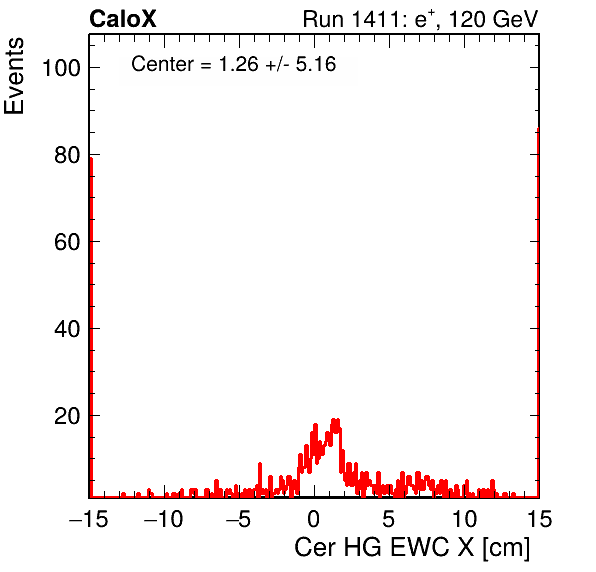 CaloX Run 1411: e⁺, 120 GeV
Events
Center = 1.26 +/- 5.16
100
80
60
40
20
−15 −10 −5 0 5 10 15
Cer HG EWC X [cm]